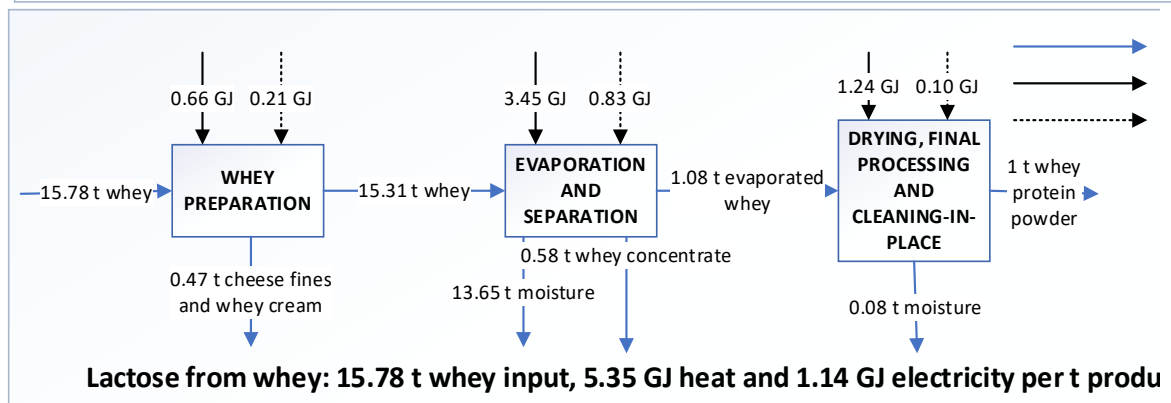 0.66 GJ
0.21 GJ
3.45 GJ
0.83 GJ
1.24 GJ
0.10 GJ
15.78 t whey
WHEY
PREPARATION
15.31 t whey
EVAPORATION
AND
SEPARATION
1.08 t evaporated
whey
DRYING, FINAL
PROCESSING
AND
CLEANING-IN-
PLACE
1 t whey
protein
powder
0.47 t cheese fines
and whey cream
0.58 t whey concentrate
13.65 t moisture
0.08 t moisture
Lactose from whey: 15.78 t whey input, 5.35 GJ heat and 1.14 GJ electricity per t produ